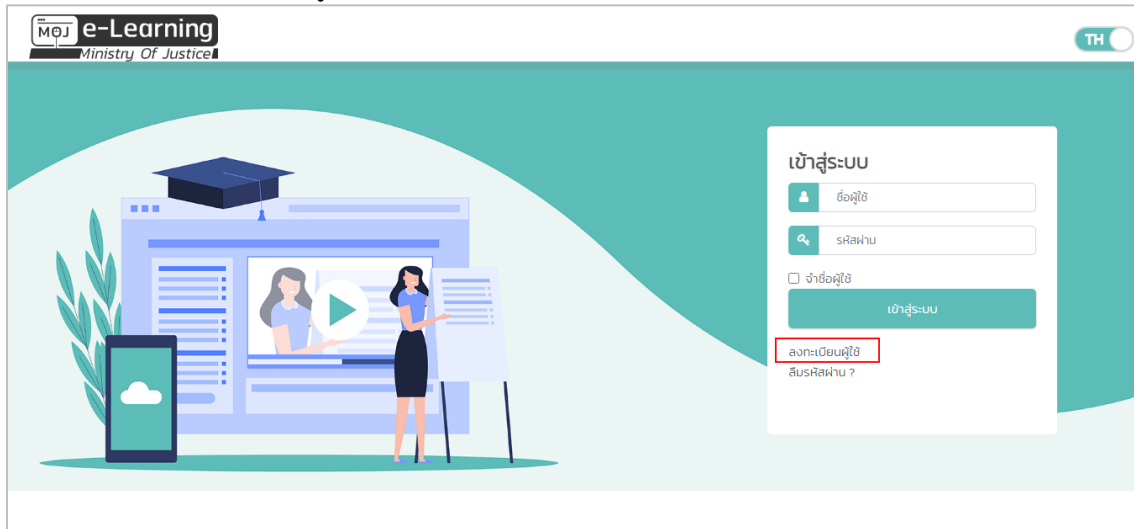 MOJ e-Learning
Ministry Of Justice
TH
เข้าสู่ระบบ
ชื่อผู้ใช้
รหัสผ่าน
จำชื่อผู้ใช้
เข้าสู่ระบบ
ลงทะเบียนผู้ใช้
ลืมรหัสผ่าน ?